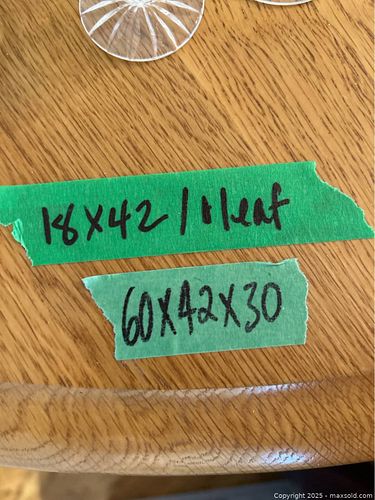 18X42 / 1 leaf
60X42X30
Copyright 2025 - maxsold.com